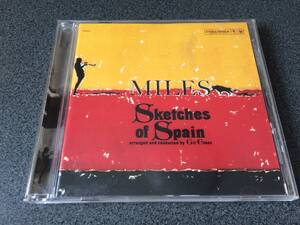 MILES
Sketches
of Spain
arranged and conducted by Gil Evans